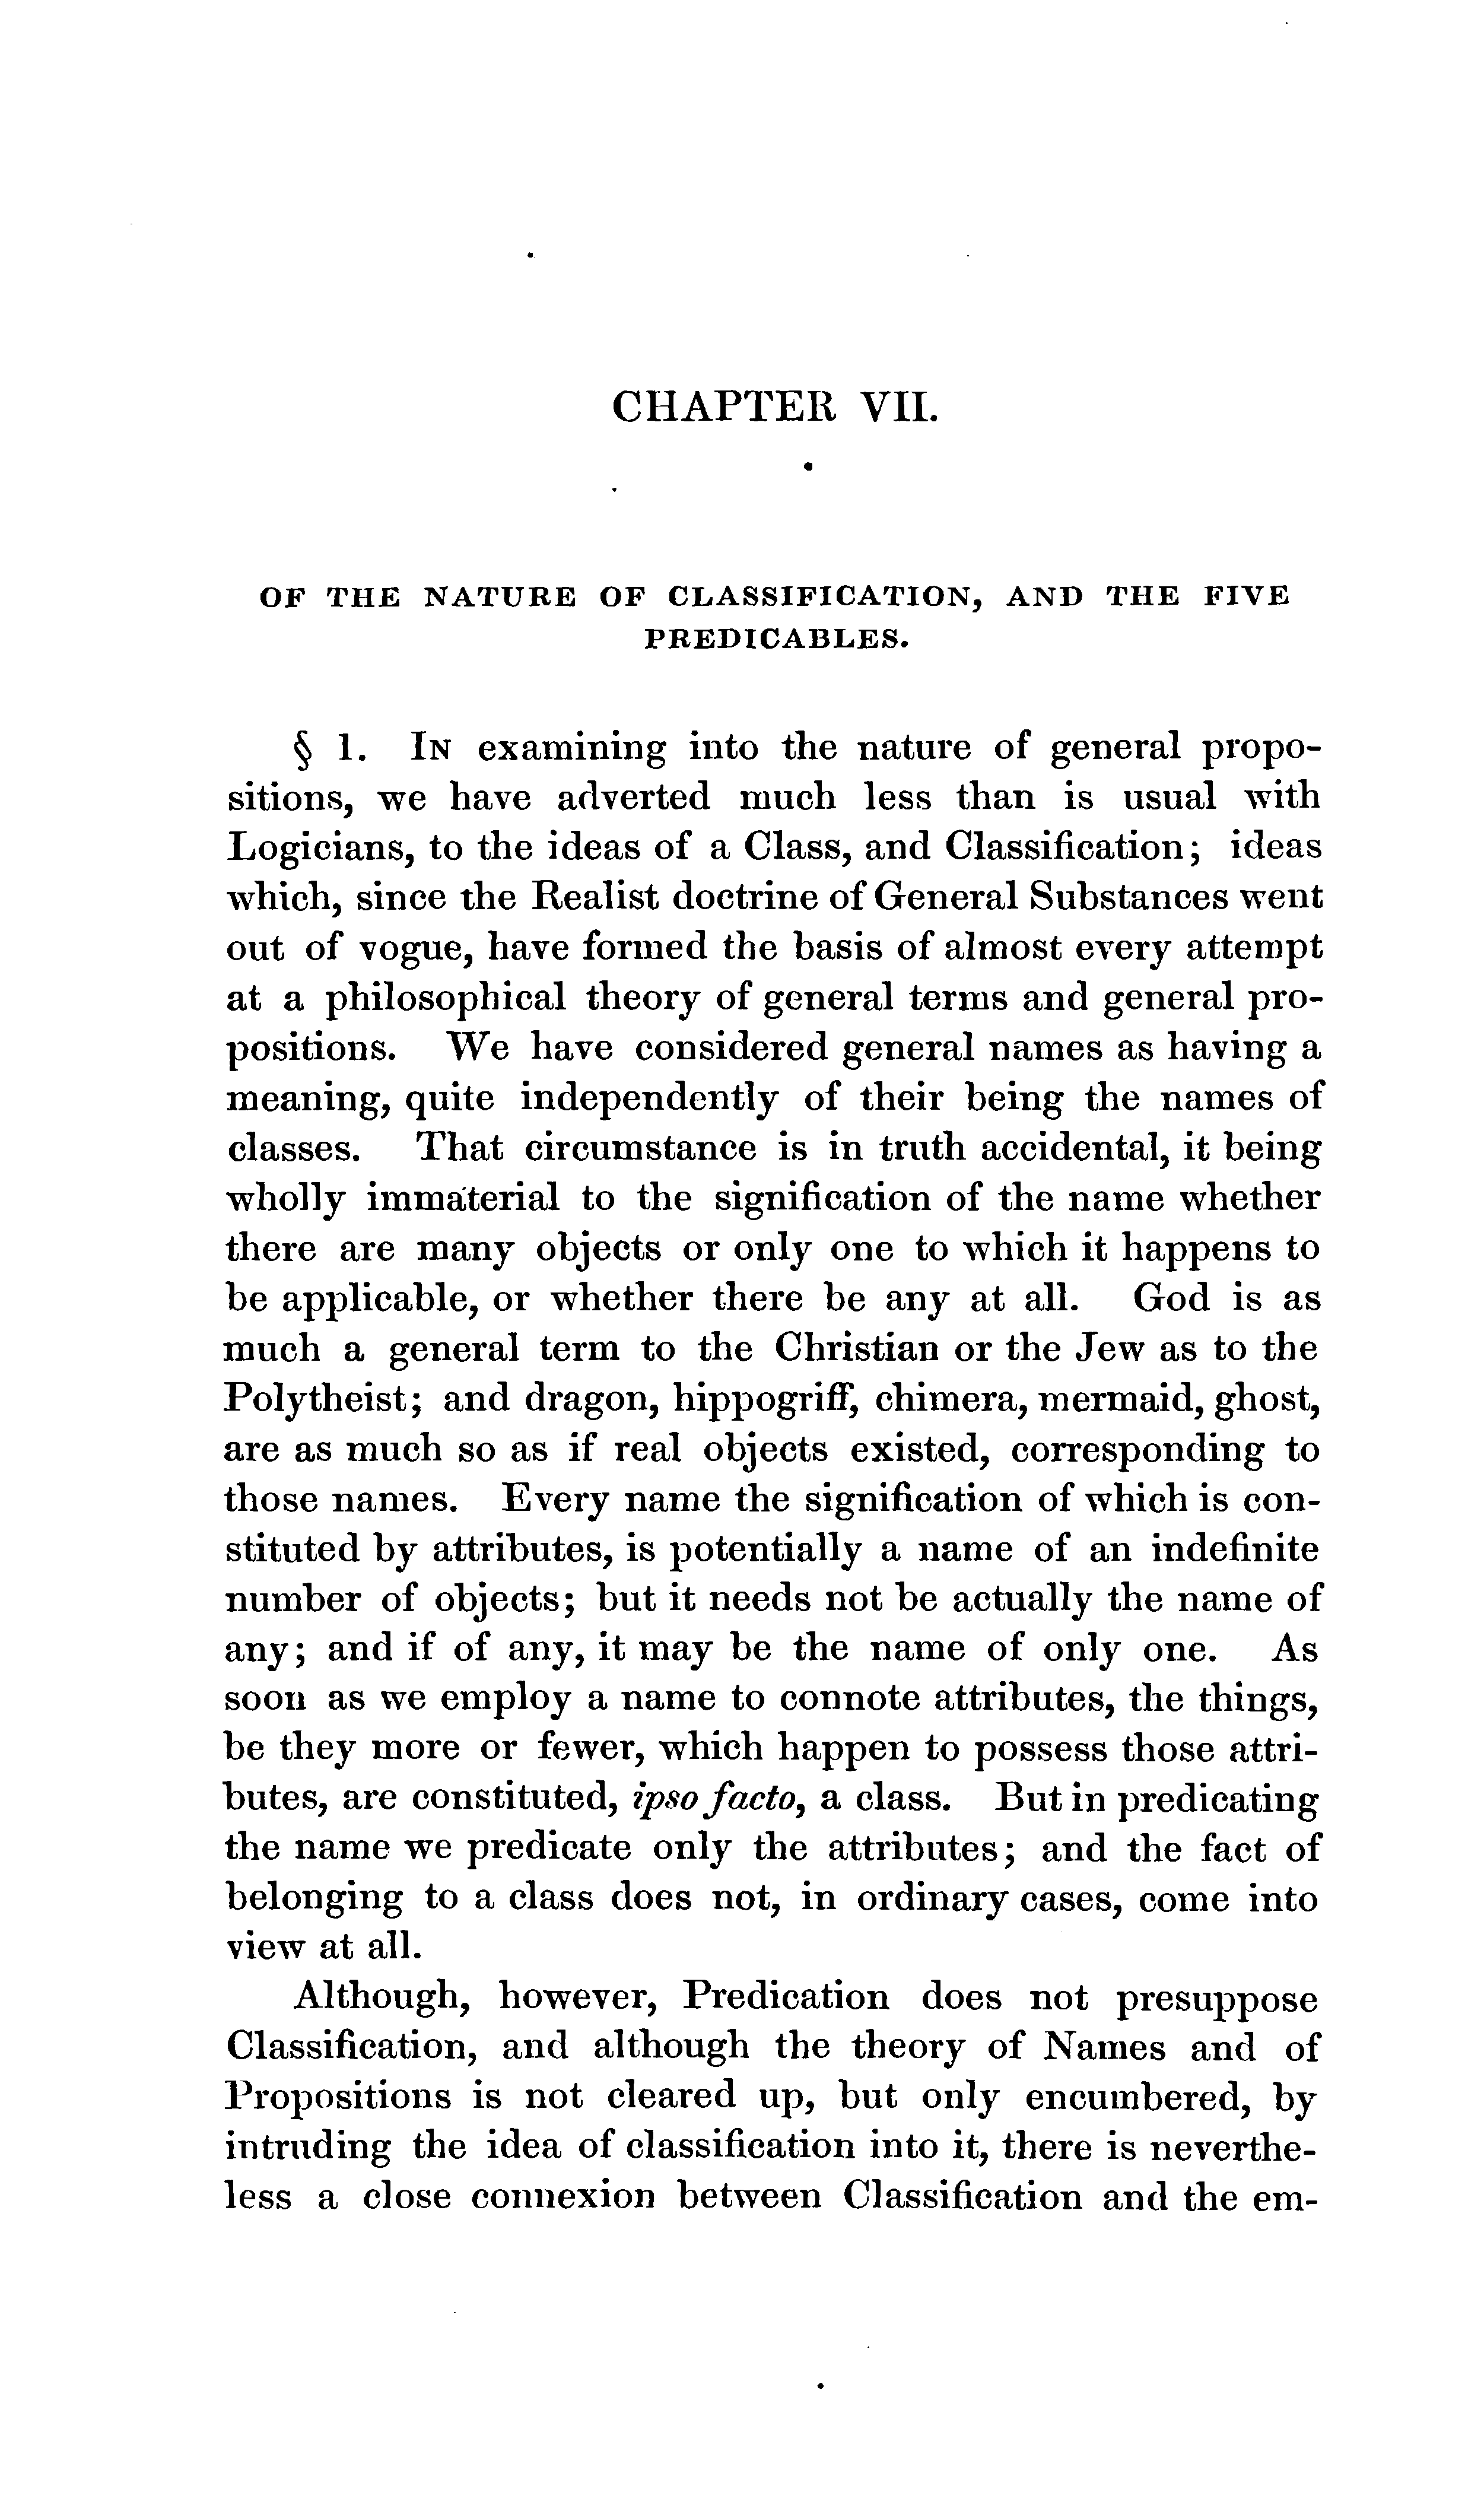 CHAPTER VII.
OF THE NATURE OF CLASSIFICATION, AND THE FIVE
PREDICABLES.
§ 1. IN examining into the nature of general propo-
sitions, we have adverted much less than is usual with
Logicians, to the ideas of a Class, and Classification; ideas
which, since the Realist doctrine of General Substances went
out of vogue, have formed the basis of almost every attempt
at a philosophical theory of general terms and general pro-
positions. We have considered general names as having a
meaning, quite independently of their being the names of
classes. That circumstance is in truth accidental, it being
wholly immaterial to the signification of the name whether
there are many objects or only one to which it happens to
be applicable, or whether there be any at all. God is as
much a general term to the Christian or the Jew as to the
Polytheist; and dragon, hippogriff, chimera, mermaid, ghost,
are as much so as if real objects existed, corresponding to
those names. Every name the signification of which is con-
stituted by attributes, is potentially a name of an indefinite
number of objects; but it needs not be actually the name of
any; and if of any, it may be the name of only one. As
soon as we employ a name to connote attributes, the things,
be they more or fewer, which happen to possess those attri-
butes, are constituted, ipso facto, a class. But in predicating
the name we predicate only the attributes; and the fact of
belonging to a class does not, in ordinary cases, come into
view at all.
Although, however, Predication does not presuppose
Classification, and although the theory of Names and of
Propositions is not cleared up, but only encumbered, by
intruding the idea of classification into it, there is neverthe-
less a close connexion between Classification and the em-